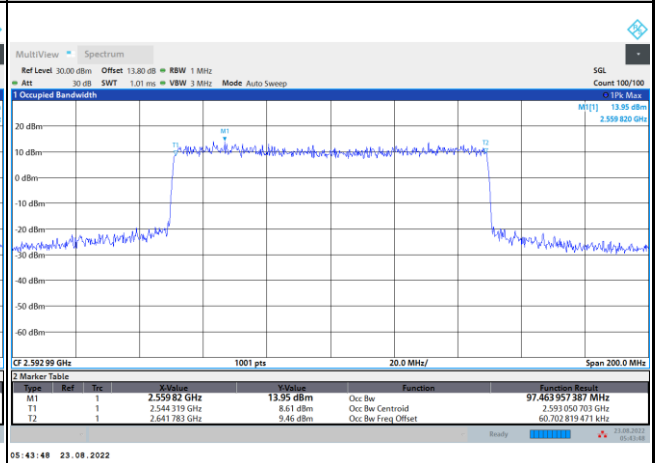 MultiView Spectrum
Ref Level 30.00 dBm Offset 13.80 dB RBW 1 MHz SGL
Att 30 dB SWT 1.01 ms VBW 3 MHz Mode Auto Sweep Count 100/100
1 Occupied Bandwidth 1Pk Max
M1[1] 13.95 dBm
2.559 820 GHz
20 dBm
M1
T1
T2
10 dBm
0 dBm
-10 dBm
-20 dBm
-30 dBm
-40 dBm
-50 dBm
-60 dBm
CF 2.592 99 GHz 1001 pts 20.0 MHz/ Span 200.0 MHz
2 Marker Table
Type Ref Trc X-Value Y-Value Function Function Result
M1 1 2.559 82 GHz 13.95 dBm Occ Bw 97.463 957 387 MHz
T1 1 2.544 319 GHz 8.61 dBm Occ Bw Centroid 2.593 050 703 GHz
T2 1 2.641 783 GHz 9.46 dBm Occ Bw Freq Offset 60.702 819 471 kHz
Ready 23.08.2022
05:43:48
05:43:48 23.08.2022